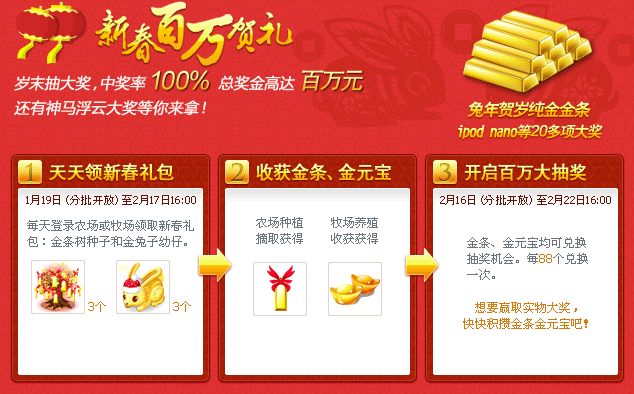 新春百万贺礼
岁末抽大奖,中奖率 100% 总奖金高达 百万元
还有神马浮云大奖等你来拿!
兔年贺岁纯金金条
ipod nano等20多项大奖
1 天天领新春礼包
1月19日 (分批开放) 至2月17日16:00
每天登录农场或牧场领取新春礼
包:金条树种子和金兔子幼仔。
3个 3个
2 收获金条、金元宝
农场种植 牧场养殖
摘取获得 收获获得
3 开启百万大抽奖
2月16日 (分批开放) 至2月22日16:00
金条、金元宝均可兑换
抽奖机会。每88个兑换
一次。
想要赢取实物大奖,
快快积攒金条金元宝吧!